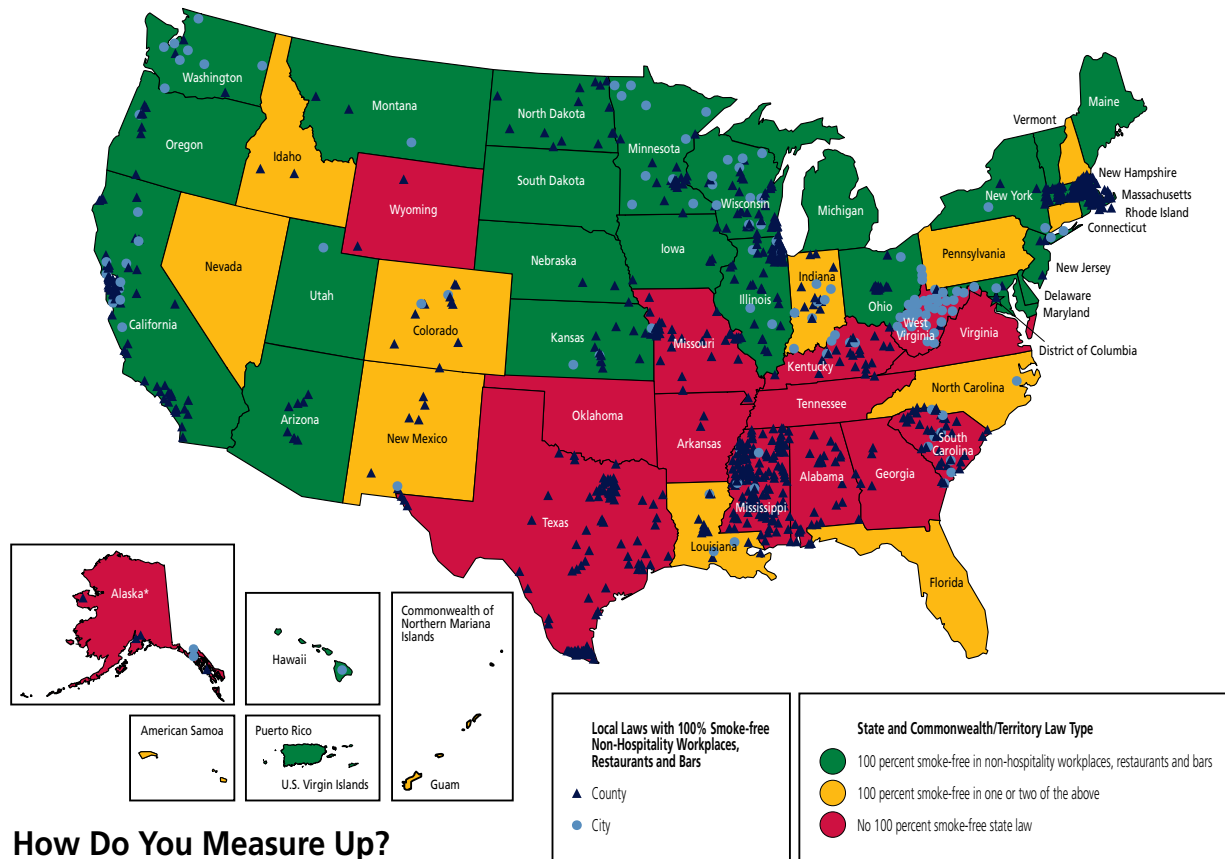 Washington
Montana
North Dakota
Minnesota
Maine
Vermont
Oregon
Idaho
South Dakota
Wisconsin
Michigan
New York
New Hampshire
Massachusetts
Rhode Island
Connecticut
Wyoming
Iowa
Nebraska
Pennsylvania
New Jersey
Nevada
Utah
Illinois
Indiana
Ohio
Delaware
Maryland
California
Colorado
Kansas
Missouri
West
Virginia
Virginia
District of Columbia
Kentucky
North Carolina
Tennessee
Arizona
New Mexico
Oklahoma
Arkansas
South
Carolina
Georgia
Alabama
Mississippi
Texas
Louisiana
Florida
Alaska*
Hawaii
Commonwealth of
Northern Mariana
Islands
American Samoa
Puerto Rico
U.S. Virgin Islands
Guam
Local Laws with 100% Smoke-free
Non-Hospitality Workplaces,
Restaurants and Bars
County
City
State and Commonwealth/Territory Law Type
100 percent smoke-free in non-hospitality workplaces, restaurants and bars
100 percent smoke-free in one or two of the above
No 100 percent smoke-free state law
How Do You Measure Up?